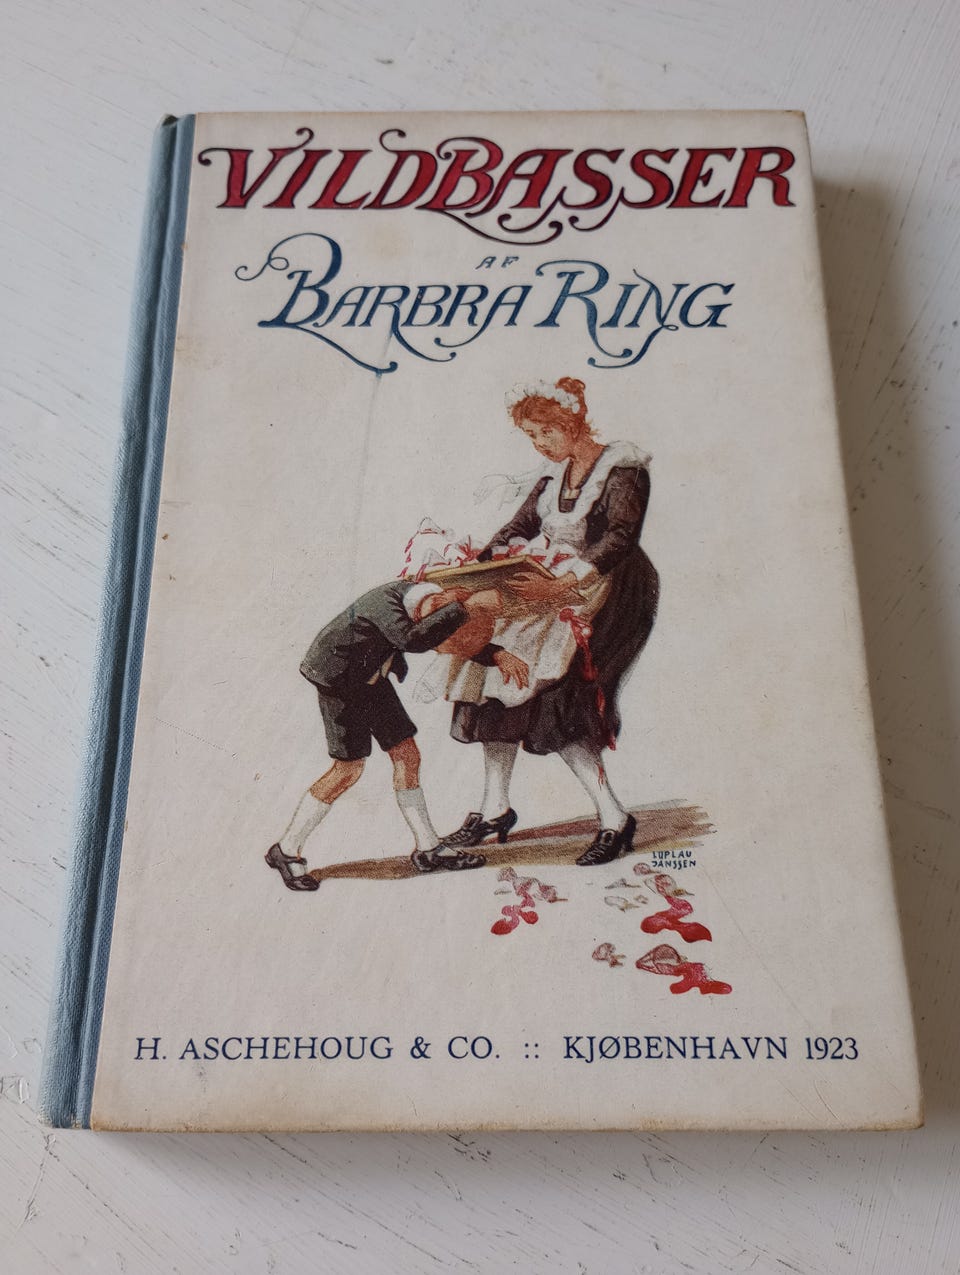 VILDBASSER
AF
BARBRA RING
LUPLAU
JANSSEN
H. ASCHEHOUG & CO. :: KJØBENHAVN 1923